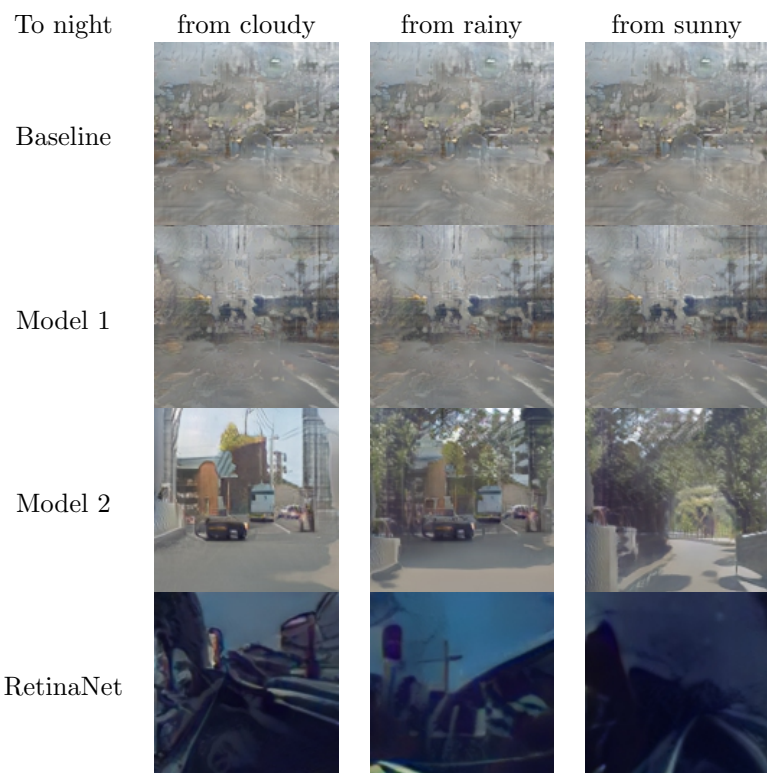 To night from cloudy from rainy from sunny
Baseline
Model 1
Model 2
RetinaNet